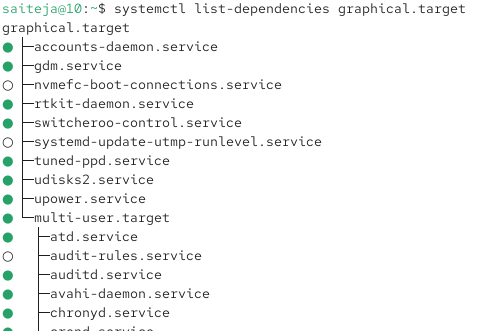 saiteja@10:~$ systemctl list-dependencies graphical.target
graphical.target
● ├─accounts-daemon.service
● ├─gdm.service
○ ├─nvmefc-boot-connections.service
● ├─rtkit-daemon.service
● ├─switcheroo-control.service
○ ├─systemd-update-utmp-runlevel.service
● ├─tuned-ppd.service
● ├─udisks2.service
● ├─upower.service
● └─multi-user.target
●   ├─atd.service
○   ├─audit-rules.service
●   ├─auditd.service
●   ├─avahi-daemon.service
●   ├─chronyd.service